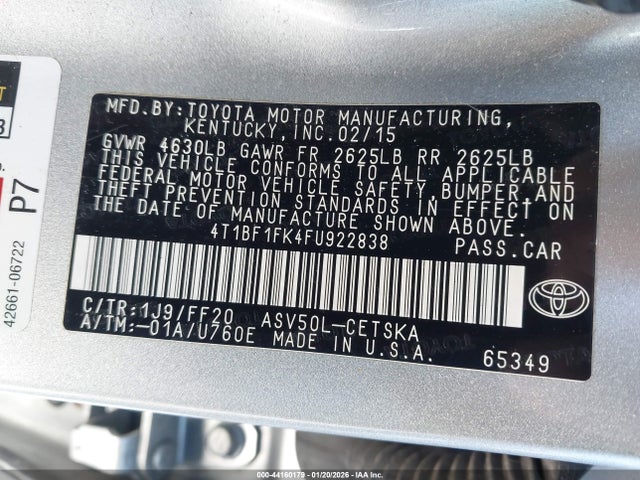 MFD.BY:TOYOTA MOTOR MANUFACTURING,
KENTUCKY,INC.02/15
GVWR 4630LB GAWR FR 2625LB RR 2625LB
THIS VEHICLE CONFORMS TO ALL APPLICABLE
FEDERAL MOTOR VEHICLE SAFETY, BUMPER,AND
THEFT PREVENTION STANDARDS IN EFFECT ON
THE DATE OF MANUFACTURE SHOWN ABOVE.
4T1BF1FK4FU922838 PASS.CAR
C/TR:1J9/FF20 ASV50L-CETSKA
A/TM:-01A/U760E MADE IN U.S.A. 65349
P7
42661-06722
000-44160179 | 01/20/2026 | IAA Inc.